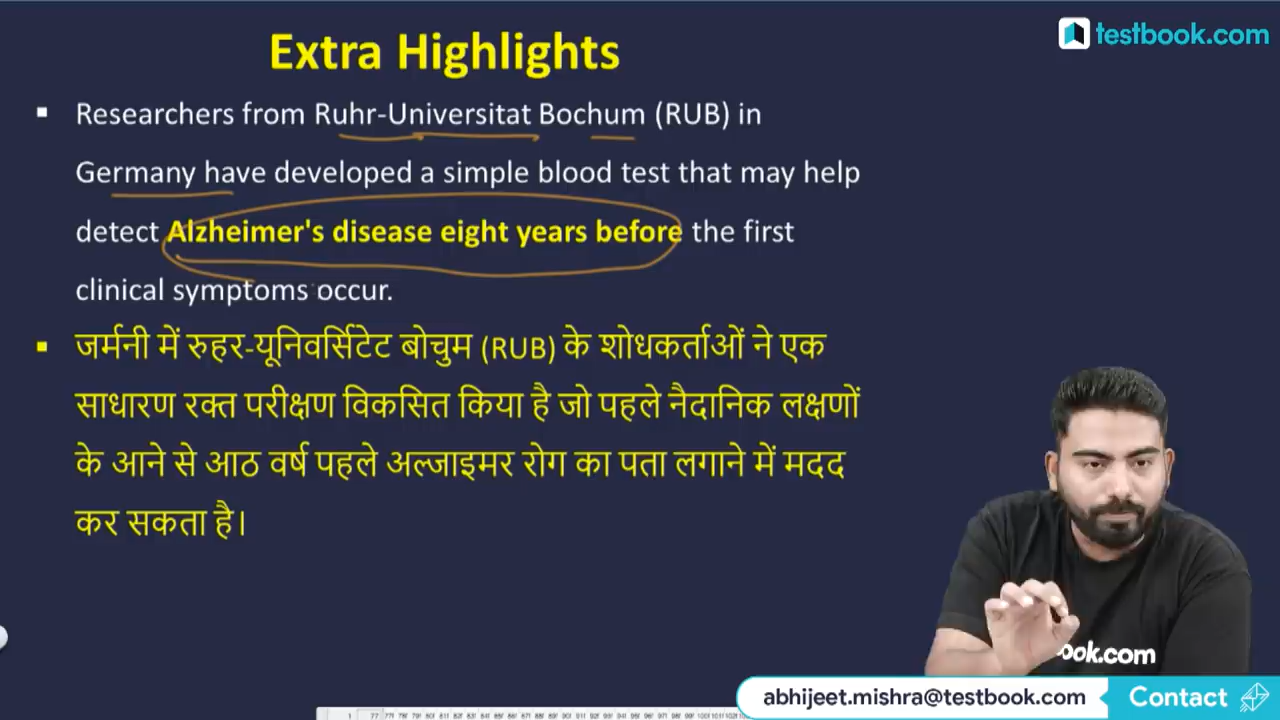 Extra Highlights
testbook.com
Researchers from Ruhr-Universitat Bochum (RUB) in
Germany have developed a simple blood test that may help
detect Alzheimer's disease eight years before the first
clinical symptoms occur.
जर्मनी में रुहर-यूनिवर्सिटेट बोचुम (RUB) के शोधकर्ताओं ने एक
साधारण रक्त परीक्षण विकसित किया है जो पहले नैदानिक लक्षणों
के आने से आठ वर्ष पहले अल्जाइमर रोग का पता लगाने में मदद
कर सकता है।
ook.com
abhijeet.mishra@testbook.com
Contact